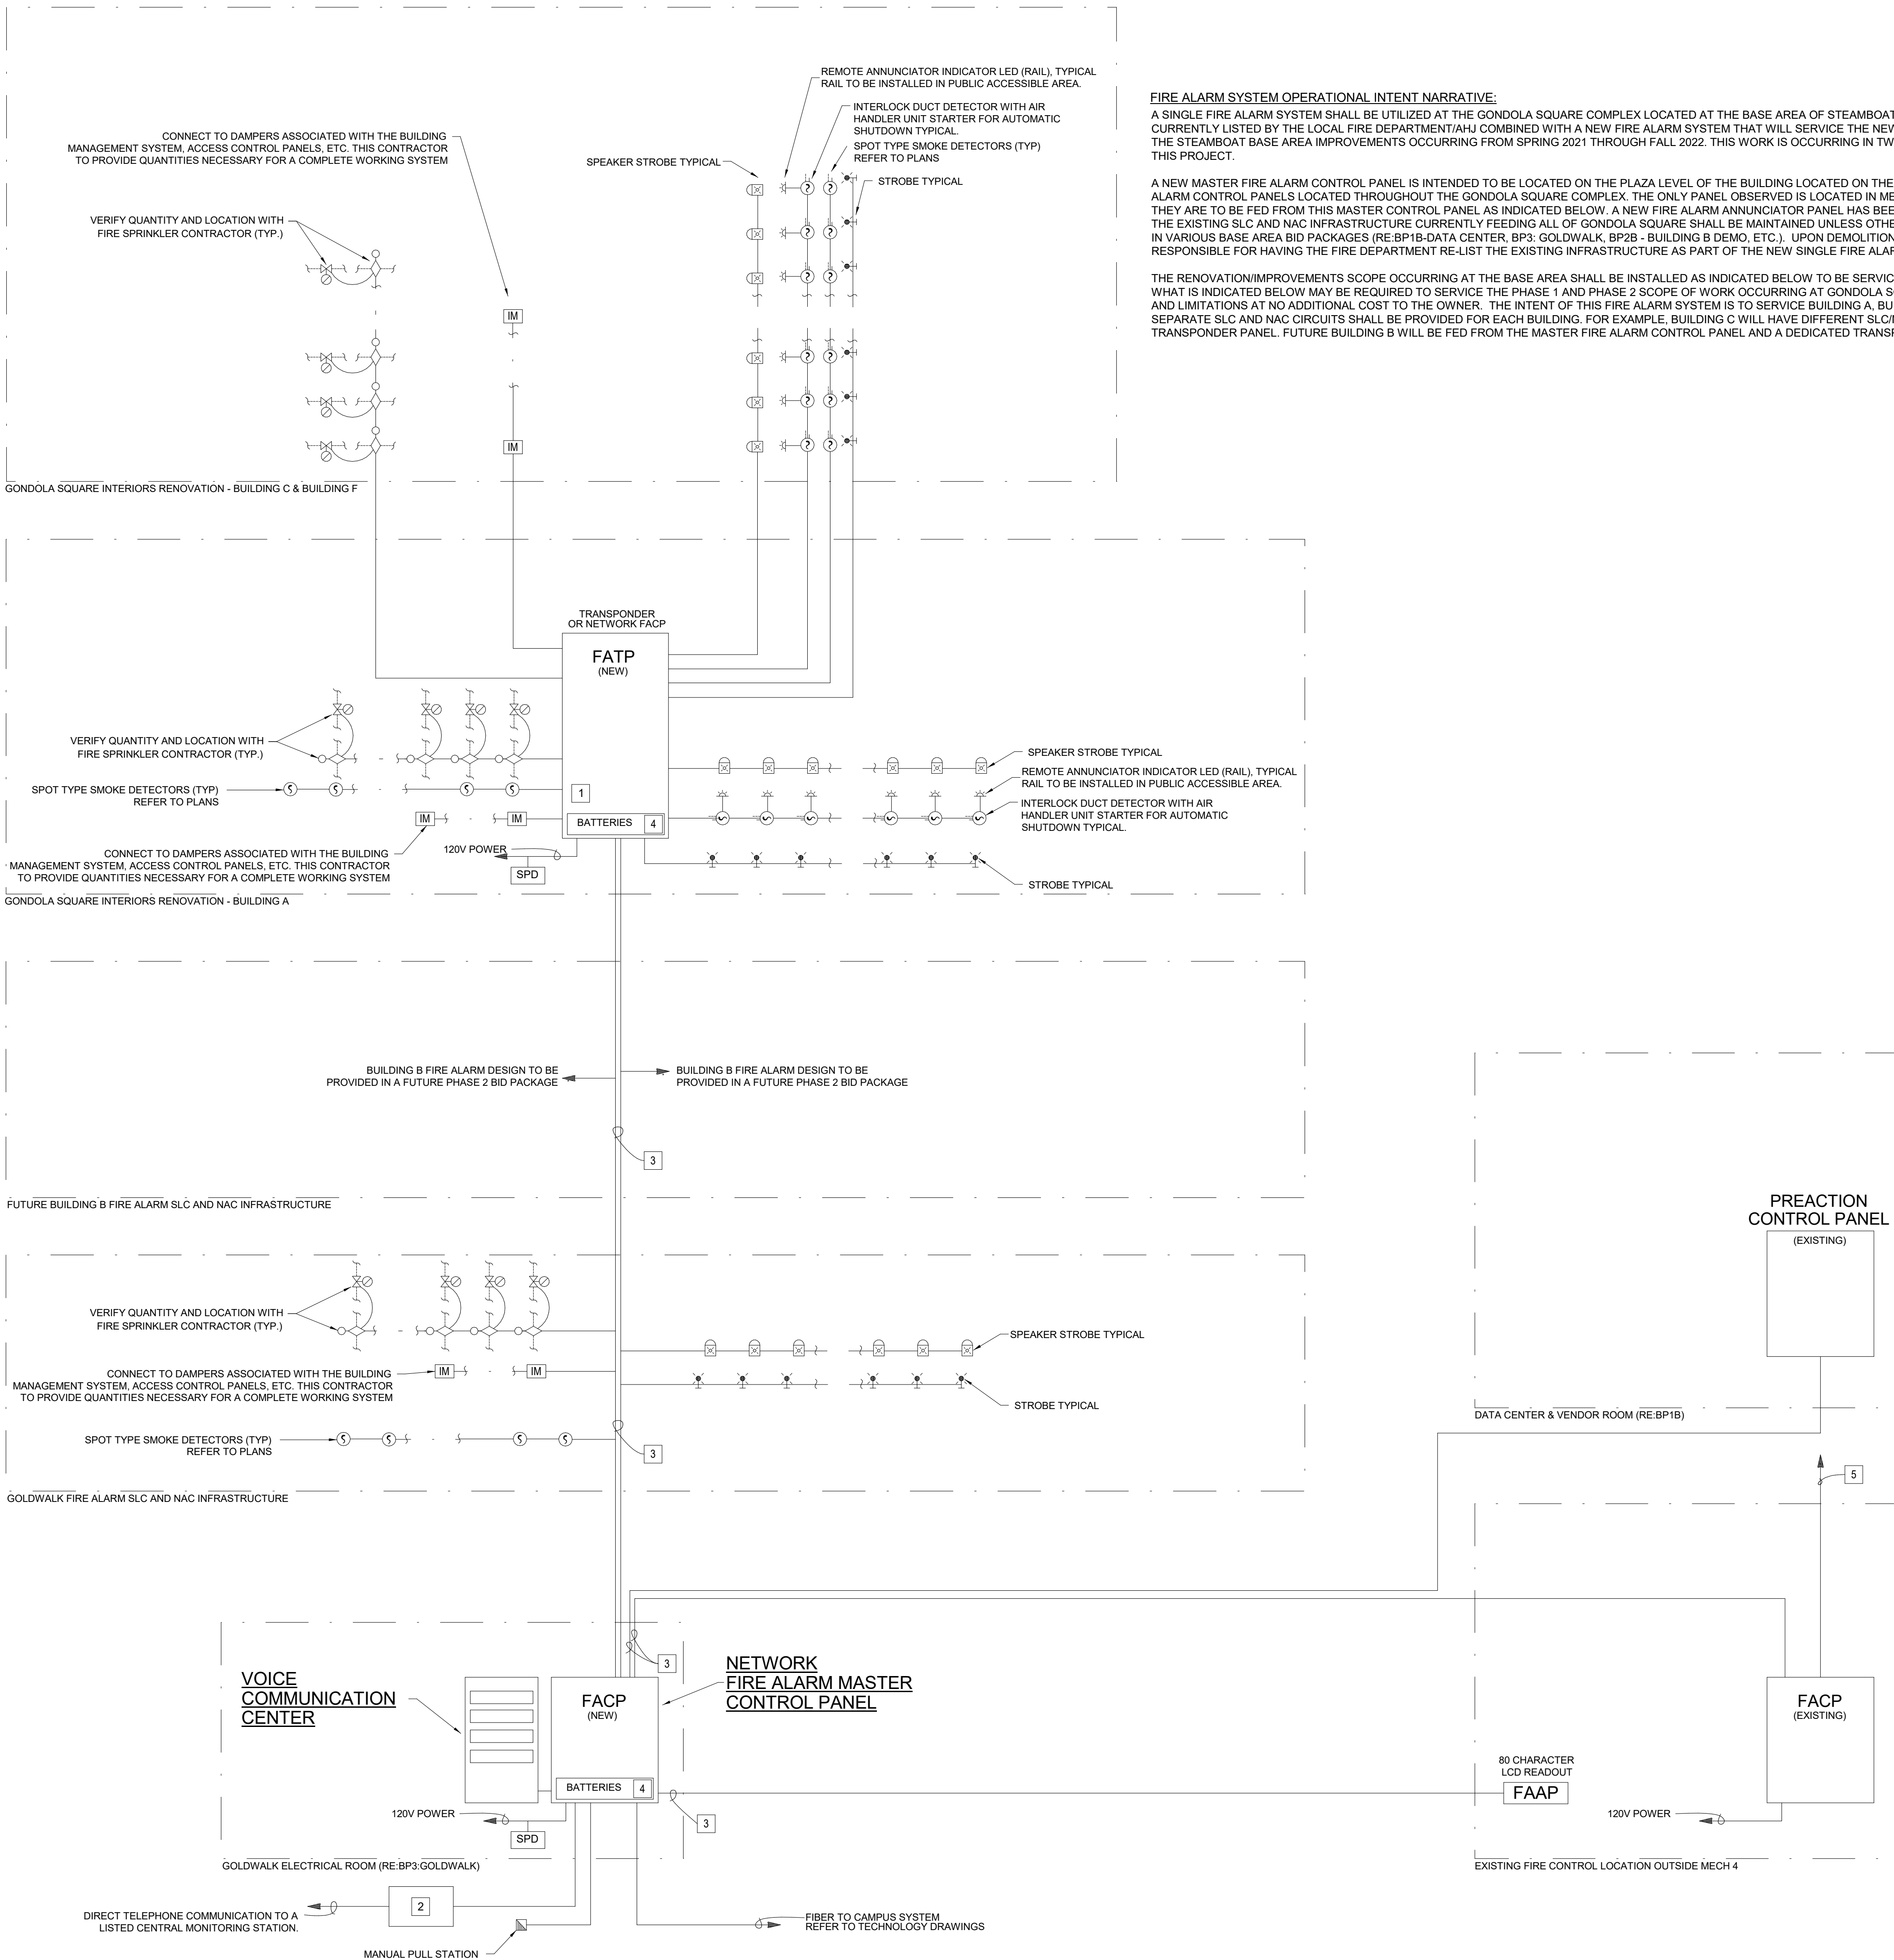 REMOTE ANNUNCIATOR INDICATOR LED (RAIL), TYPICAL
RAIL TO BE INSTALLED IN PUBLIC ACCESSIBLE AREA.
INTERLOCK DUCT DETECTOR WITH AIR
HANDLER UNIT STARTER FOR AUTOMATIC
SHUTDOWN TYPICAL.
SPOT TYPE SMOKE DETECTORS (TYP)
REFER TO PLANS
STROBE TYPICAL
SPEAKER STROBE TYPICAL
CONNECT TO DAMPERS ASSOCIATED WITH THE BUILDING
MANAGEMENT SYSTEM, ACCESS CONTROL PANELS, ETC. THIS CONTRACTOR
TO PROVIDE QUANTITIES NECESSARY FOR A COMPLETE WORKING SYSTEM
VERIFY QUANTITY AND LOCATION WITH
FIRE SPRINKLER CONTRACTOR (TYP.)
IM
IM
GONDOLA SQUARE INTERIORS RENOVATION - BUILDING C & BUILDING F
FIRE ALARM SYSTEM OPERATIONAL INTENT NARRATIVE:
A SINGLE FIRE ALARM SYSTEM SHALL BE UTILIZED AT THE GONDOLA SQUARE COMPLEX LOCATED AT THE BASE AREA OF STEAMBOAT
CURRENTLY LISTED BY THE LOCAL FIRE DEPARTMENT/AHJ COMBINED WITH A NEW FIRE ALARM SYSTEM THAT WILL SERVICE THE NEW
THE STEAMBOAT BASE AREA IMPROVEMENTS OCCURRING FROM SPRING 2021 THROUGH FALL 2022. THIS WORK IS OCCURRING IN TW
THIS PROJECT.
A NEW MASTER FIRE ALARM CONTROL PANEL IS INTENDED TO BE LOCATED ON THE PLAZA LEVEL OF THE BUILDING LOCATED ON THE
ALARM CONTROL PANELS LOCATED THROUGHOUT THE GONDOLA SQUARE COMPLEX. THE ONLY PANEL OBSERVED IS LOCATED IN ME
THEY ARE TO BE FED FROM THIS MASTER CONTROL PANEL AS INDICATED BELOW. A NEW FIRE ALARM ANNUNCIATOR PANEL HAS BEE
THE EXISTING SLC AND NAC INFRASTRUCTURE CURRENTLY FEEDING ALL OF GONDOLA SQUARE SHALL BE MAINTAINED UNLESS OTHE
IN VARIOUS BASE AREA BID PACKAGES (RE:BP1B-DATA CENTER, BP3: GOLDWALK, BP2B - BUILDING B DEMO, ETC.). UPON DEMOLITION
RESPONSIBLE FOR HAVING THE FIRE DEPARTMENT RE-LIST THE EXISTING INFRASTRUCTURE AS PART OF THE NEW SINGLE FIRE ALAR
THE RENOVATION/IMPROVEMENTS SCOPE OCCURRING AT THE BASE AREA SHALL BE INSTALLED AS INDICATED BELOW TO BE SERVIC
WHAT IS INDICATED BELOW MAY BE REQUIRED TO SERVICE THE PHASE 1 AND PHASE 2 SCOPE OF WORK OCCURRING AT GONDOLA S
AND LIMITATIONS AT NO ADDITIONAL COST TO THE OWNER. THE INTENT OF THIS FIRE ALARM SYSTEM IS TO SERVICE BUILDING A, BU
SEPARATE SLC AND NAC CIRCUITS SHALL BE PROVIDED FOR EACH BUILDING. FOR EXAMPLE, BUILDING C WILL HAVE DIFFERENT SLC/
TRANSPONDER PANEL. FUTURE BUILDING B WILL BE FED FROM THE MASTER FIRE ALARM CONTROL PANEL AND A DEDICATED TRANSP
TRANSPONDER
OR NETWORK FACP
FATP
(NEW)
1
BATTERIES 4
VERIFY QUANTITY AND LOCATION WITH
FIRE SPRINKLER CONTRACTOR (TYP.)
SPOT TYPE SMOKE DETECTORS (TYP)
REFER TO PLANS
IM
IM
CONNECT TO DAMPERS ASSOCIATED WITH THE BUILDING
MANAGEMENT SYSTEM, ACCESS CONTROL PANELS, ETC. THIS CONTRACTOR
TO PROVIDE QUANTITIES NECESSARY FOR A COMPLETE WORKING SYSTEM
120V POWER
SPD
SPEAKER STROBE TYPICAL
REMOTE ANNUNCIATOR INDICATOR LED (RAIL), TYPICAL
RAIL TO BE INSTALLED IN PUBLIC ACCESSIBLE AREA.
INTERLOCK DUCT DETECTOR WITH AIR
HANDLER UNIT STARTER FOR AUTOMATIC
SHUTDOWN TYPICAL.
STROBE TYPICAL
GONDOLA SQUARE INTERIORS RENOVATION - BUILDING A
BUILDING B FIRE ALARM DESIGN TO BE
PROVIDED IN A FUTURE PHASE 2 BID PACKAGE
BUILDING B FIRE ALARM DESIGN TO BE
PROVIDED IN A FUTURE PHASE 2 BID PACKAGE
3
FUTURE BUILDING B FIRE ALARM SLC AND NAC INFRASTRUCTURE
VERIFY QUANTITY AND LOCATION WITH
FIRE SPRINKLER CONTRACTOR (TYP.)
IM
IM
CONNECT TO DAMPERS ASSOCIATED WITH THE BUILDING
MANAGEMENT SYSTEM, ACCESS CONTROL PANELS, ETC. THIS CONTRACTOR
TO PROVIDE QUANTITIES NECESSARY FOR A COMPLETE WORKING SYSTEM
SPOT TYPE SMOKE DETECTORS (TYP)
REFER TO PLANS
SPEAKER STROBE TYPICAL
STROBE TYPICAL
3
GOLDWALK FIRE ALARM SLC AND NAC INFRASTRUCTURE
PREACTION
CONTROL PANEL
(EXISTING)
DATA CENTER & VENDOR ROOM (RE:BP1B)
5
3
VOICE
COMMUNICATION
CENTER
FACP
(NEW)
BATTERIES 4
NETWORK
FIRE ALARM MASTER
CONTROL PANEL
3
120V POWER
SPD
GOLDWALK ELECTRICAL ROOM (RE:BP3:GOLDWALK)
80 CHARACTER
LCD READOUT
FAAP
FACP
(EXISTING)
120V POWER
EXISTING FIRE CONTROL LOCATION OUTSIDE MECH 4
2
DIRECT TELEPHONE COMMUNICATION TO A
LISTED CENTRAL MONITORING STATION.
MANUAL PULL STATION
FIBER TO CAMPUS SYSTEM
REFER TO TECHNOLOGY DRAWINGS